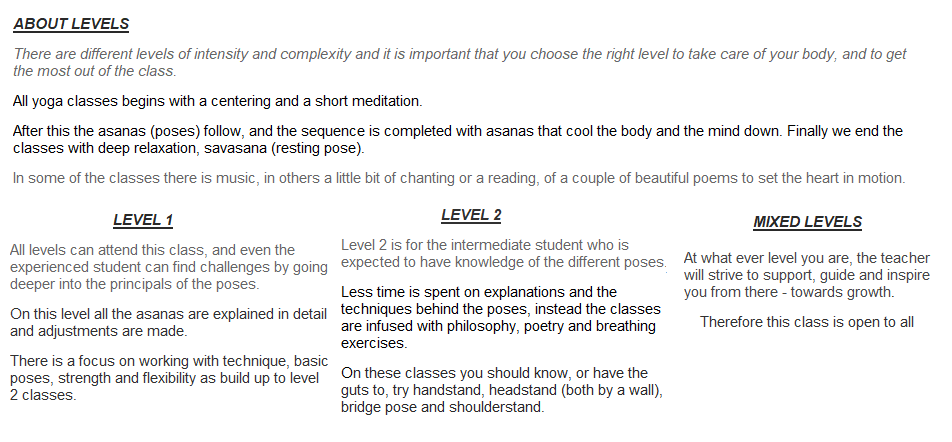 ABOUT LEVELS
There are different levels of intensity and complexity and it is important that you choose the right level to take care of your body, and to get
the most out of the class.
All yoga classes begins with a centering and a short meditation.
After this the asanas (poses) follow, and the sequence is completed with asanas that cool the body and the mind down. Finally we end the
classes with deep relaxation, savasana (resting pose).
In some of the classes there is music, in others a little bit of chanting or a reading, of a couple of beautiful poems to set the heart in motion.
LEVEL 1
All levels can attend this class, and even the
experienced student can find challenges by going
deeper into the principals of the poses.
On this level all the asanas are explained in detail
and adjustments are made.
There is a focus on working with technique, basic
poses, strength and flexibility as build up to level
2 classes.
LEVEL 2
Level 2 is for the intermediate student who is
expected to have knowledge of the different poses.
Less time is spent on explanations and the
techniques behind the poses, instead the classes
are infused with philosophy, poetry and breathing
exercises.
On these classes you should know, or have the
guts to, try handstand, headstand (both by a wall),
bridge pose and shoulderstand.
MIXED LEVELS
At what ever level you are, the teacher
will strive to support, guide and inspire
you from there - towards growth.
Therefore this class is open to all